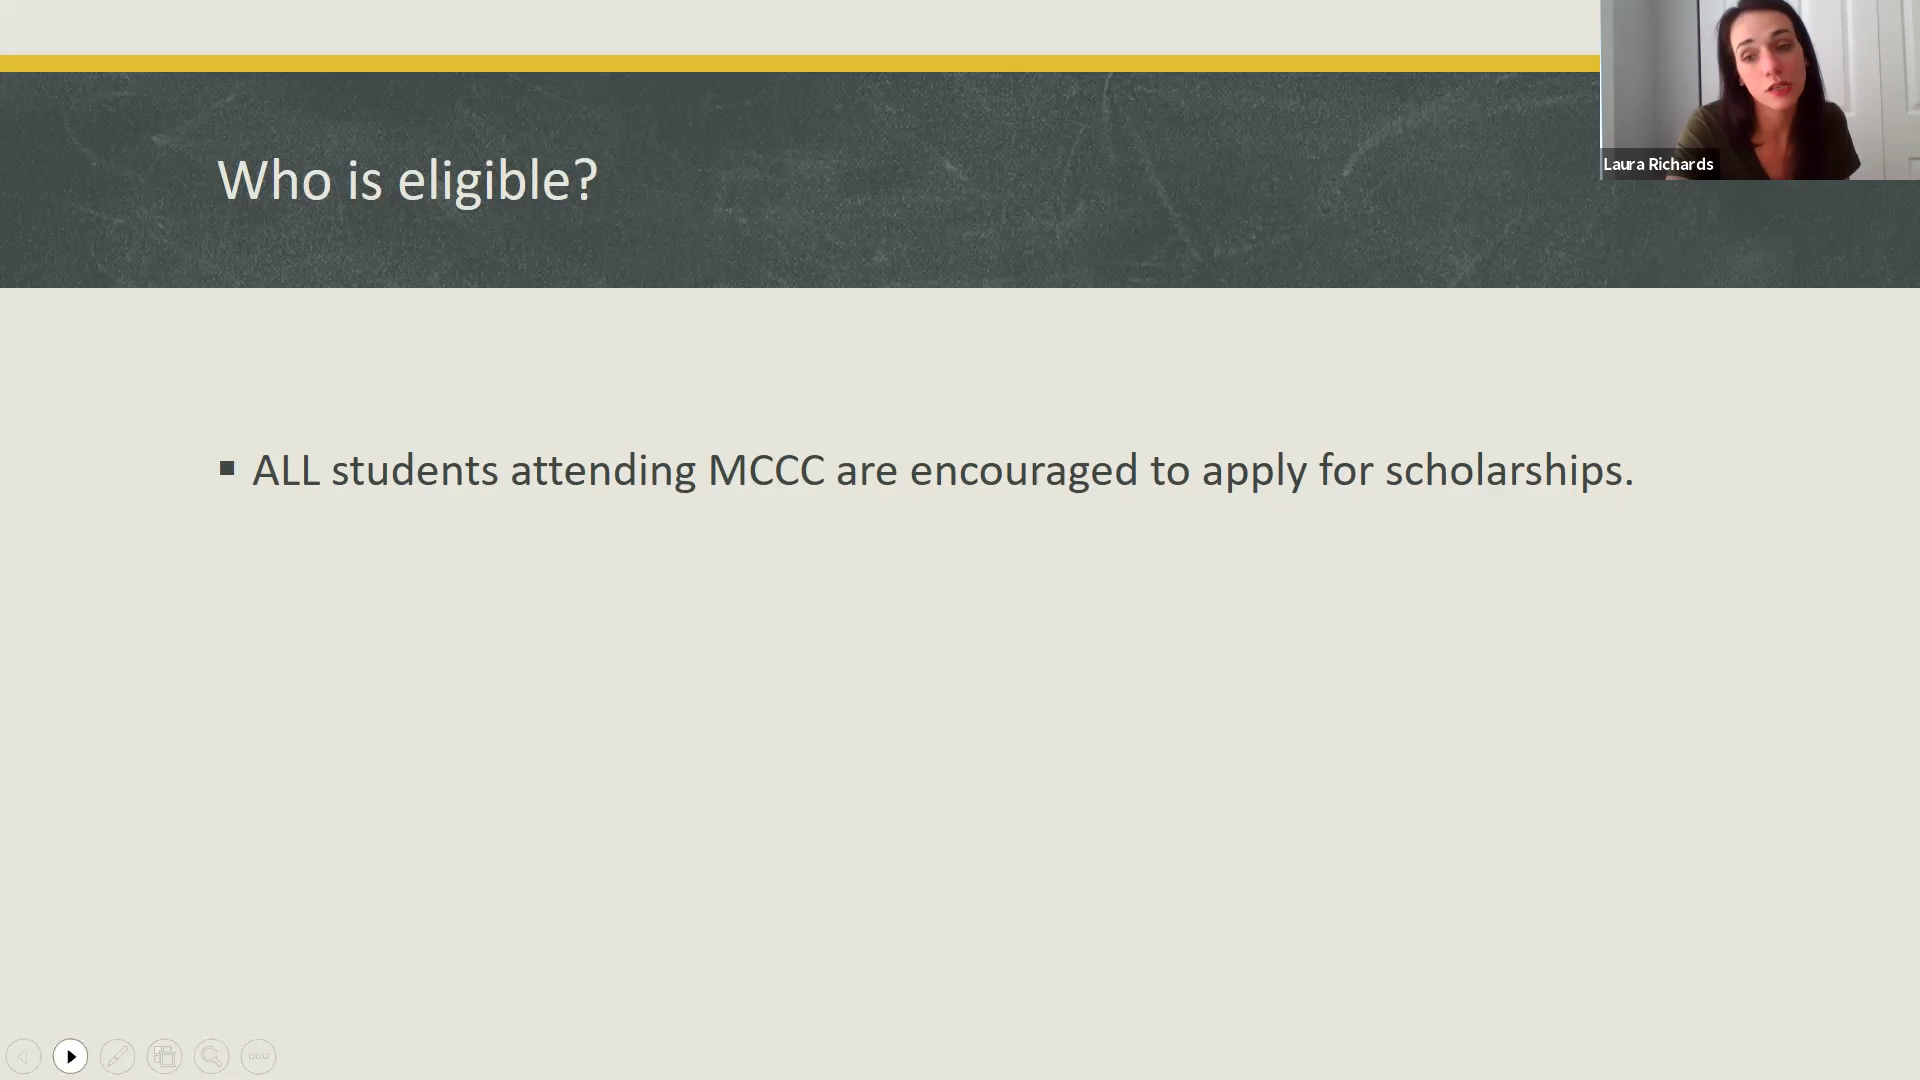 Who is eligible?
Laura Richards
▪ ALL students attending MCCC are encouraged to apply for scholarships.